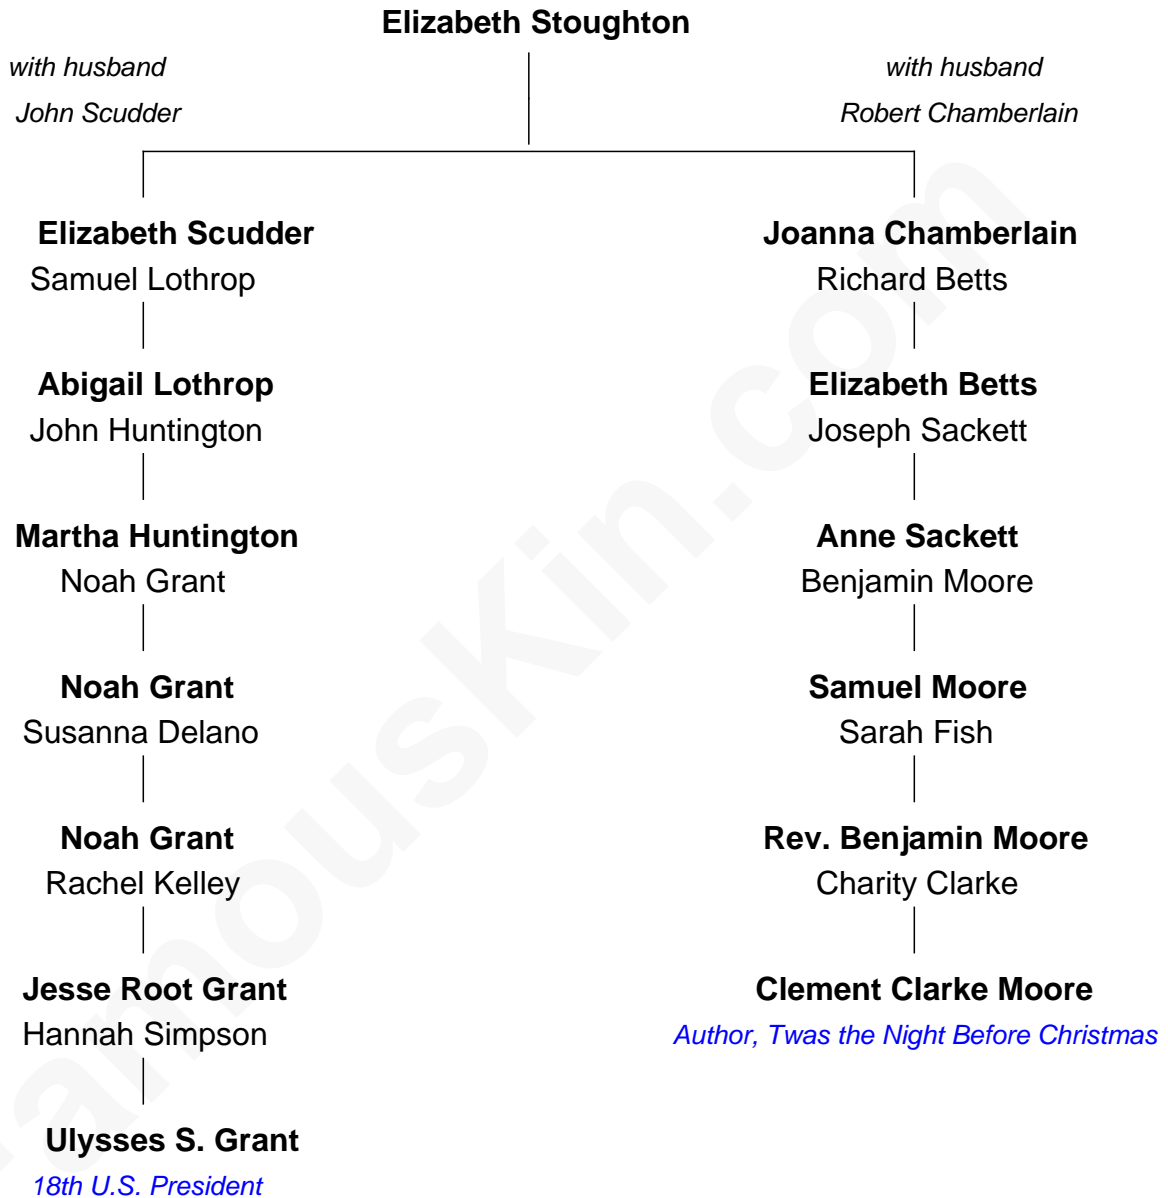 Elizabeth Stoughton
with husband
John Scudder
with husband
Robert Chamberlain
Elizabeth Scudder
Samuel Lothrop
Joanna Chamberlain
Richard Betts
Abigail Lothrop
John Huntington
Elizabeth Betts
Joseph Sackett
Martha Huntington
Noah Grant
Anne Sackett
Benjamin Moore
Noah Grant
Susanna Delano
Samuel Moore
Sarah Fish
Noah Grant
Rachel Kelley
Rev. Benjamin Moore
Charity Clarke
Jesse Root Grant
Hannah Simpson
Clement Clarke Moore
Author, Twas the Night Before Christmas
Ulysses S. Grant
18th U.S. President
amouskin.com